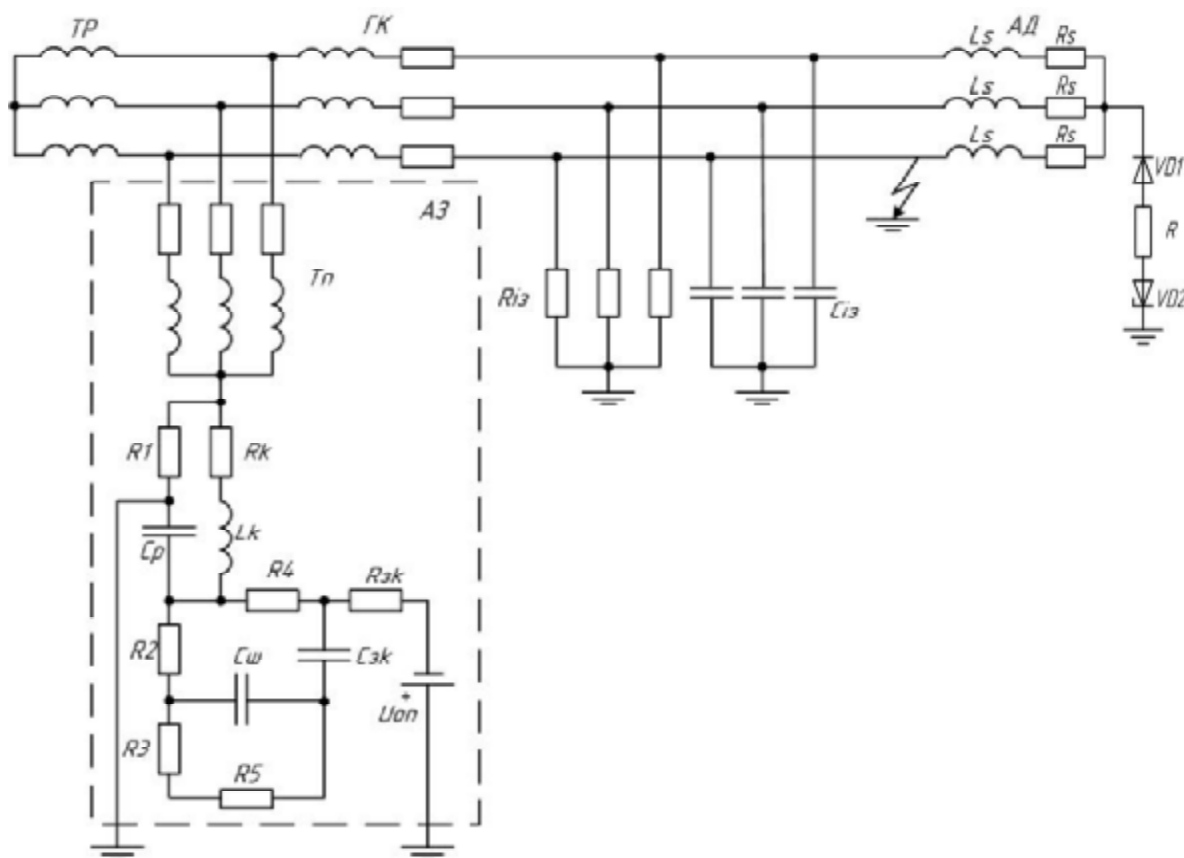 ТР ГК Ls АД Rs
Ls Rs
Ls Rs
АЗ
VD1
R
VD2
Тп
Riз
Сiз
R1 Rk
Lk
Ср
R4 Rзk
R2
Сш Сзk
+
Uоп
R3
R5